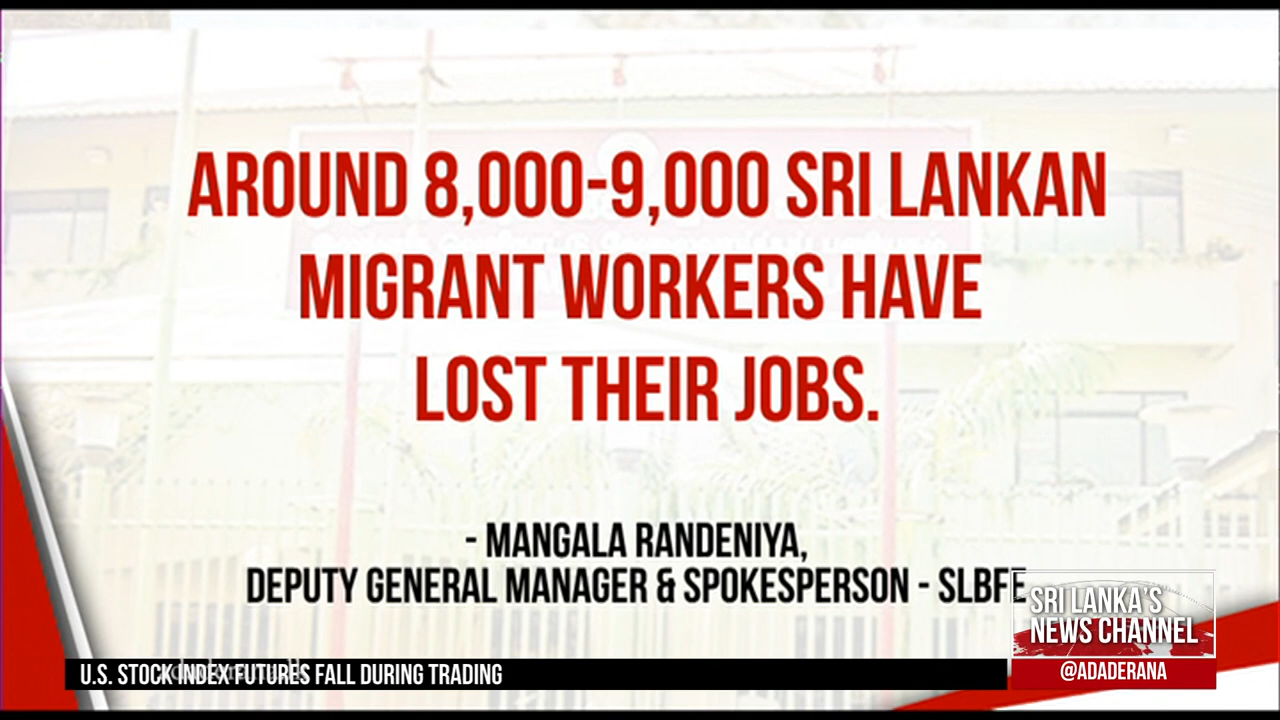 AROUND 8,000-9,000 SRI LANKAN
MIGRANT WORKERS HAVE
LOST THEIR JOBS.
- MANGALA RANDENIYA,
DEPUTY GENERAL MANAGER & SPOKESPERSON - SLBFE
SRI LANKA'S
NEWS CHANNEL
@ADADERANA
U.S. STOCK INDEX FUTURES FALL DURING TRADING